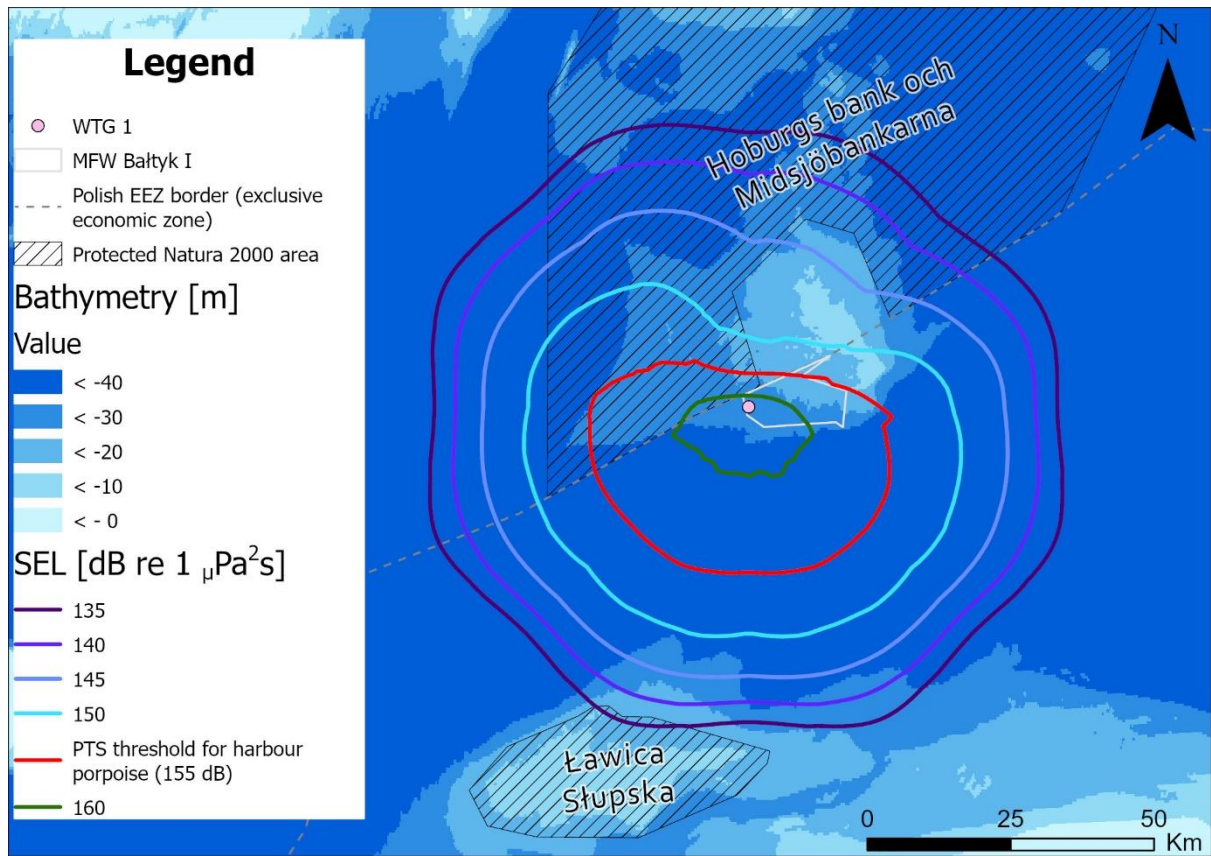 Legend
WTG 1
MFW Bałtyk I
Polish EEZ border (exclusive
economic zone)
Protected Natura 2000 area
Bathymetry [m]
Value
< -40
< -30
< -20
< -10
< - 0
SEL [dB re 1 µPa²s]
135
140
145
150
PTS threshold for harbour
porpoise (155 dB)
160
Hoburgs bank och
Midsjöbankarna
N
Ławica
Słupska
0 25 50
Km